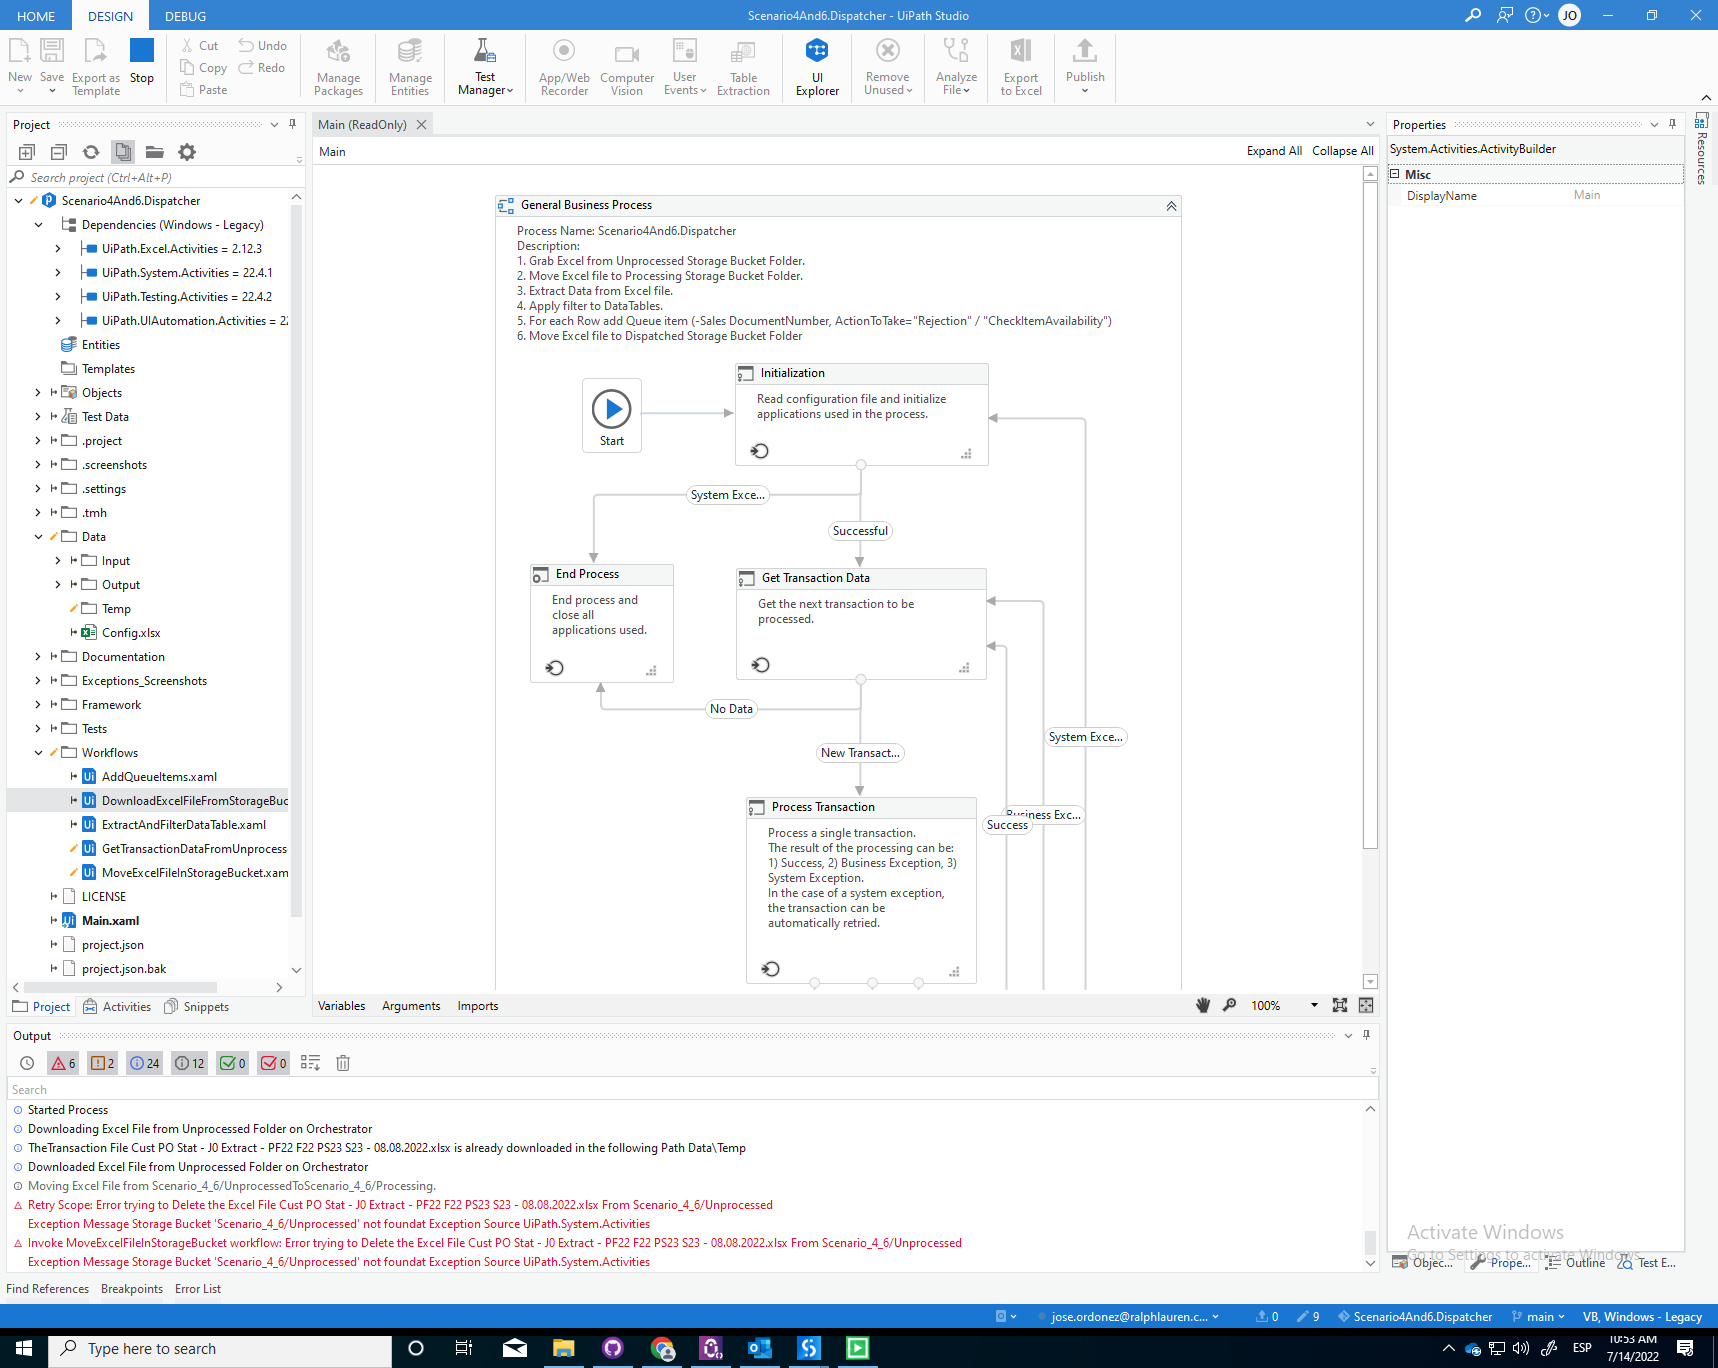 HOME
DESIGN
DEBUG
Scenario4And6.Dispatcher - UiPath Studio
JO
New
Save
Export as
Template
Stop
Cut
Copy
Paste
Undo
Redo
Manage
Packages
Manage
Entities
Test
Manager
App/Web
Recorder
Computer
Vision
User
Events
Table
Extraction
UI
Explorer
Remove
Unused
Analyze
File
Export
to Excel
Publish
Project
Search project (Ctrl+Alt+P)
Scenario4And6.Dispatcher
Dependencies (Windows - Legacy)
UiPath.Excel.Activities = 2.12.3
UiPath.System.Activities = 22.4.1
UiPath.Testing.Activities = 22.4.2
UiPath.UIAutomation.Activities = 22
Entities
Templates
Objects
Test Data
.project
.screenshots
.settings
.tmh
Data
Input
Output
Temp
Config.xlsx
Documentation
Exceptions_Screenshots
Framework
Tests
Workflows
AddQueueItems.xaml
DownloadExcelFileFromStorageBuc
ExtractAndFilterDataTable.xaml
GetTransactionDataFromUnprocess
MoveExcelFileInStorageBucket.xam
LICENSE
Main.xaml
project.json
project.json.bak
Project
Activities
Snippets
Main (ReadOnly)
Main
Expand All
Collapse All
General Business Process
Process Name: Scenario4And6.Dispatcher
Description:
1. Grab Excel from Unprocessed Storage Bucket Folder.
2. Move Excel file to Processing Storage Bucket Folder.
3. Extract Data from Excel file.
4. Apply filter to DataTables.
5. For each Row add Queue item (-Sales DocumentNumber, ActionToTake="Rejection" / "CheckItemAvailability")
6. Move Excel file to Dispatched Storage Bucket Folder
Start
Initialization
Read configuration file and initialize
applications used in the process.
System Exce...
Successful
End Process
End process and
close all
applications used.
Get Transaction Data
Get the next transaction to be
processed.
No Data
New Transact...
System Exce...
Business Exc...
Success
Process Transaction
Process a single transaction.
The result of the processing can be:
1) Success, 2) Business Exception, 3)
System Exception.
In the case of a system exception,
the transaction can be
automatically retried.
Variables
Arguments
Imports
100%
Properties
System.Activities.ActivityBuilder
Misc
DisplayName
Main
Resources
Output
6
2
24
12
0
0
Search
Started Process
Downloading Excel File from Unprocessed Folder on Orchestrator
TheTransaction File Cust PO Stat - J0 Extract - PF22 F22 PS23 S23 - 08.08.2022.xlsx is already downloaded in the following Path Data\Temp
Downloaded Excel File from Unprocessed Folder on Orchestrator
Moving Excel File from Scenario_4_6/UnprocessedToScenario_4_6/Processing.
Retry Scope: Error trying to Delete the Excel File Cust PO Stat - J0 Extract - PF22 F22 PS23 S23 - 08.08.2022.xlsx From Scenario_4_6/Unprocessed
Exception Message Storage Bucket 'Scenario_4_6/Unprocessed' not foundat Exception Source UiPath.System.Activities
Invoke MoveExcelFileInStorageBucket workflow: Error trying to Delete the Excel File Cust PO Stat - J0 Extract - PF22 F22 PS23 S23 - 08.08.2022.xlsx From Scenario_4_6/Unprocessed
Exception Message Storage Bucket 'Scenario_4_6/Unprocessed' not foundat Exception Source UiPath.System.Activities
Activate Windows
Go to Settings to activate Windows.
Objec...
Prope...
Outline
Test E...
Find References
Breakpoints
Error List
jose.ordonez@ralphlauren.c...
0
9
Scenario4And6.Dispatcher
main
VB, Windows - Legacy
Type here to search
ESP
10:53 AM
7/14/2022